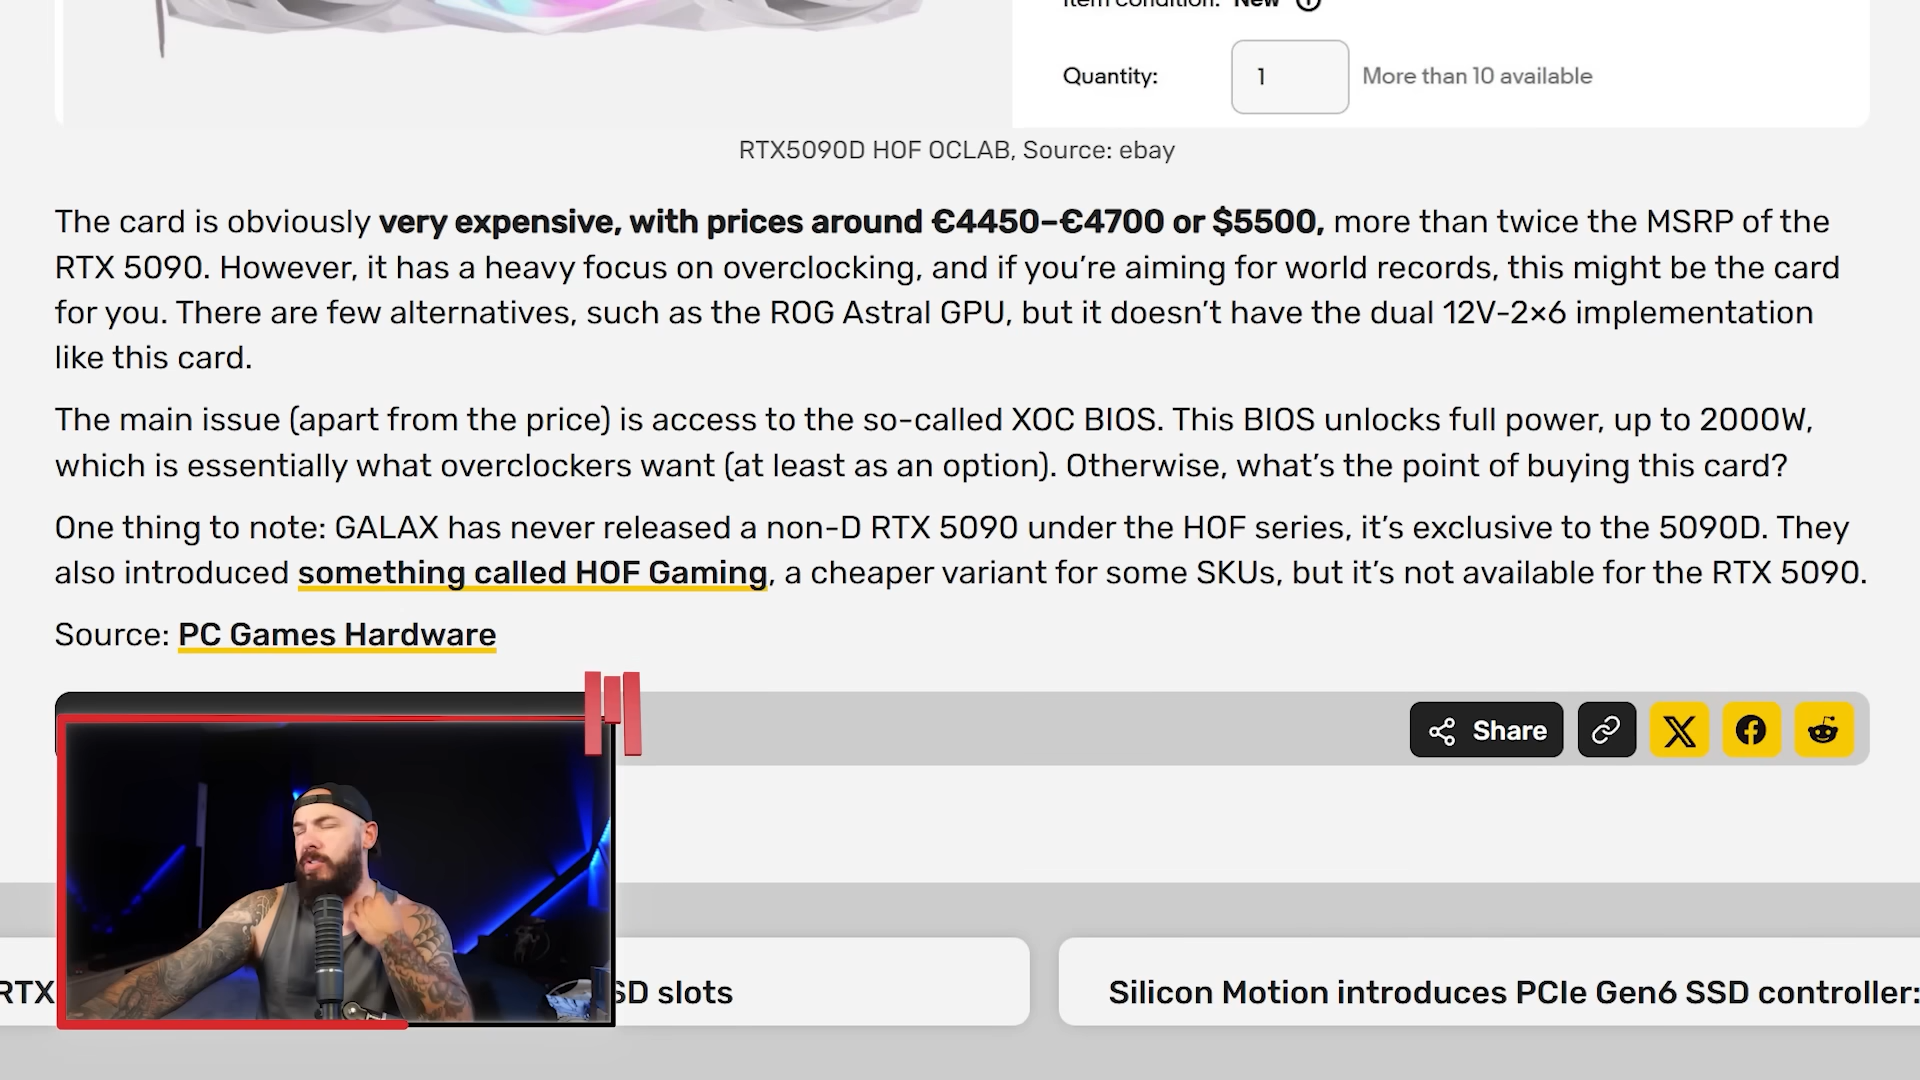 Item condition: New
Quantity: 1 More than 10 available
RTX5090D HOF OCLAB, Source: ebay
The card is obviously very expensive, with prices around €4450–€4700 or $5500, more than twice the MSRP of the
RTX 5090. However, it has a heavy focus on overclocking, and if you’re aiming for world records, this might be the card
for you. There are few alternatives, such as the ROG Astral GPU, but it doesn’t have the dual 12V-2×6 implementation
like this card.
The main issue (apart from the price) is access to the so-called XOC BIOS. This BIOS unlocks full power, up to 2000W,
which is essentially what overclockers want (at least as an option). Otherwise, what’s the point of buying this card?
One thing to note: GALAX has never released a non-D RTX 5090 under the HOF series, it’s exclusive to the 5090D. They
also introduced something called HOF Gaming, a cheaper variant for some SKUs, but it’s not available for the RTX 5090.
Source: PC Games Hardware
Share
RTX
SD slots
Silicon Motion introduces PCIe Gen6 SSD controller: